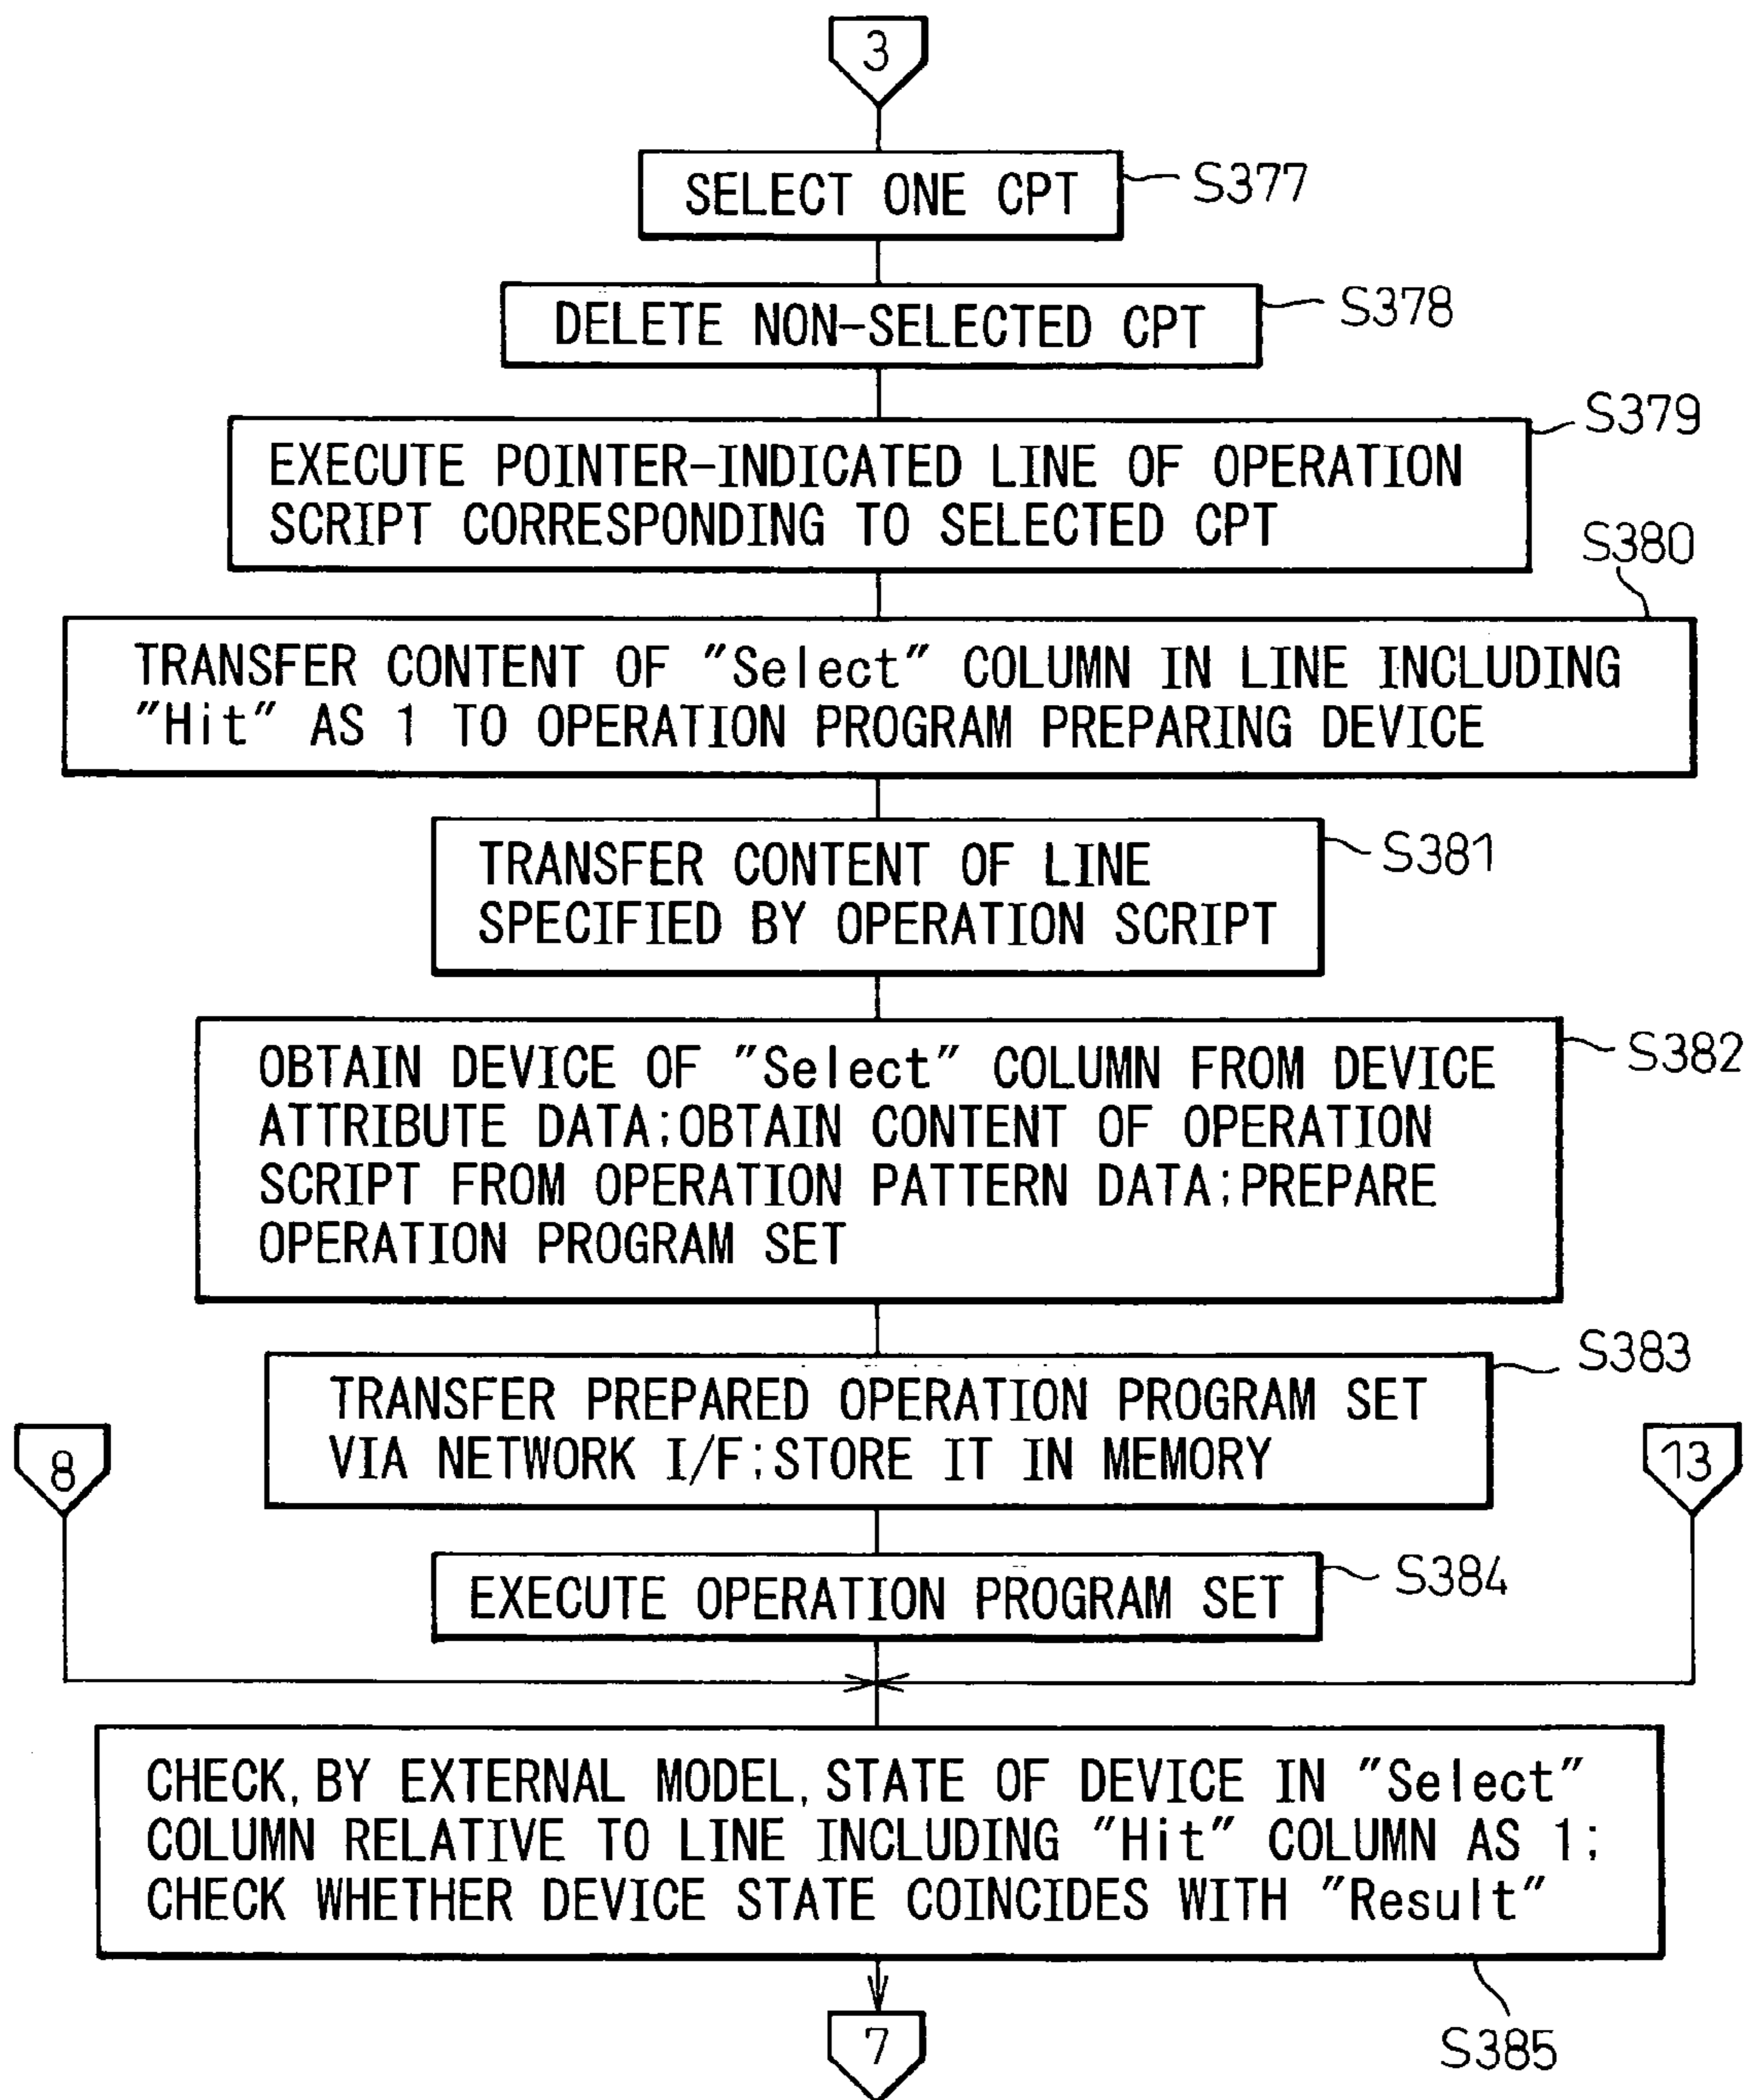 3
SELECT ONE CPT
S377
DELETE NON-SELECTED CPT
S378
S379
EXECUTE POINTER-INDICATED LINE OF OPERATION
SCRIPT CORRESPONDING TO SELECTED CPT
S380
TRANSFER CONTENT OF "Select" COLUMN IN LINE INCLUDING
"Hit" AS 1 TO OPERATION PROGRAM PREPARING DEVICE
TRANSFER CONTENT OF LINE
SPECIFIED BY OPERATION SCRIPT
S381
OBTAIN DEVICE OF "Select" COLUMN FROM DEVICE
ATTRIBUTE DATA;OBTAIN CONTENT OF OPERATION
SCRIPT FROM OPERATION PATTERN DATA;PREPARE
OPERATION PROGRAM SET
S382
S383
TRANSFER PREPARED OPERATION PROGRAM SET
VIA NETWORK I/F;STORE IT IN MEMORY
8
13
EXECUTE OPERATION PROGRAM SET
S384
CHECK, BY EXTERNAL MODEL, STATE OF DEVICE IN "Select"
COLUMN RELATIVE TO LINE INCLUDING "Hit" COLUMN AS 1;
CHECK WHETHER DEVICE STATE COINCIDES WITH "Result"
7
S385